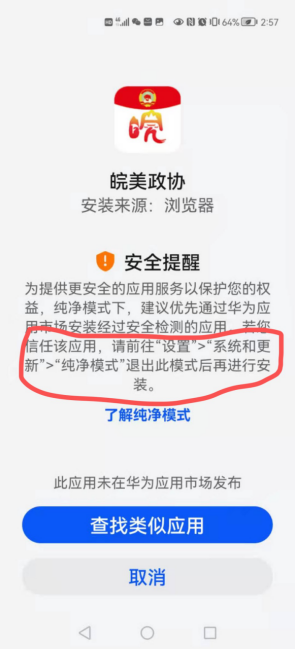 64% 2:57
皖
皖美政协
安装来源：浏览器
安全提醒
为提供更安全的应用服务以保护您的权
益，纯净模式下，建议优先通过华为应
用市场安装经过安全检测的应用。若您
信任该应用，请前往“设置”>“系统和更
新”>“纯净模式”退出此模式后再进行安
装。
了解纯净模式
此应用未在华为应用市场发布
查找类似应用
取消